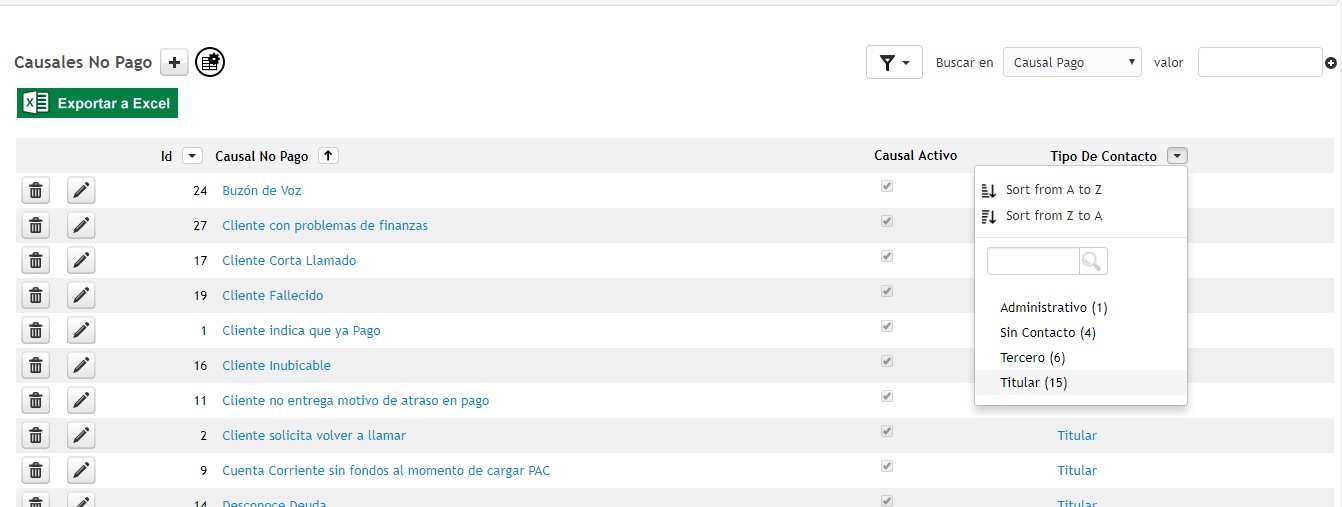 Causales No Pago
Buscar en Causal Pago valor
Exportar a Excel
Id Causal No Pago Causal Activo Tipo De Contacto
24 Buzón de Voz
27 Cliente con problemas de finanzas
17 Cliente Corta Llamado
19 Cliente Fallecido
1 Cliente indica que ya Pago
16 Cliente Inubicable
11 Cliente no entrega motivo de atraso en pago
2 Cliente solicita volver a llamar Titular
9 Cuenta Corriente sin fondos al momento de cargar PAC Titular
14 Desconoce Deuda Titular
Sort from A to Z
Sort from Z to A
Administrativo (1)
Sin Contacto (4)
Tercero (6)
Titular (15)